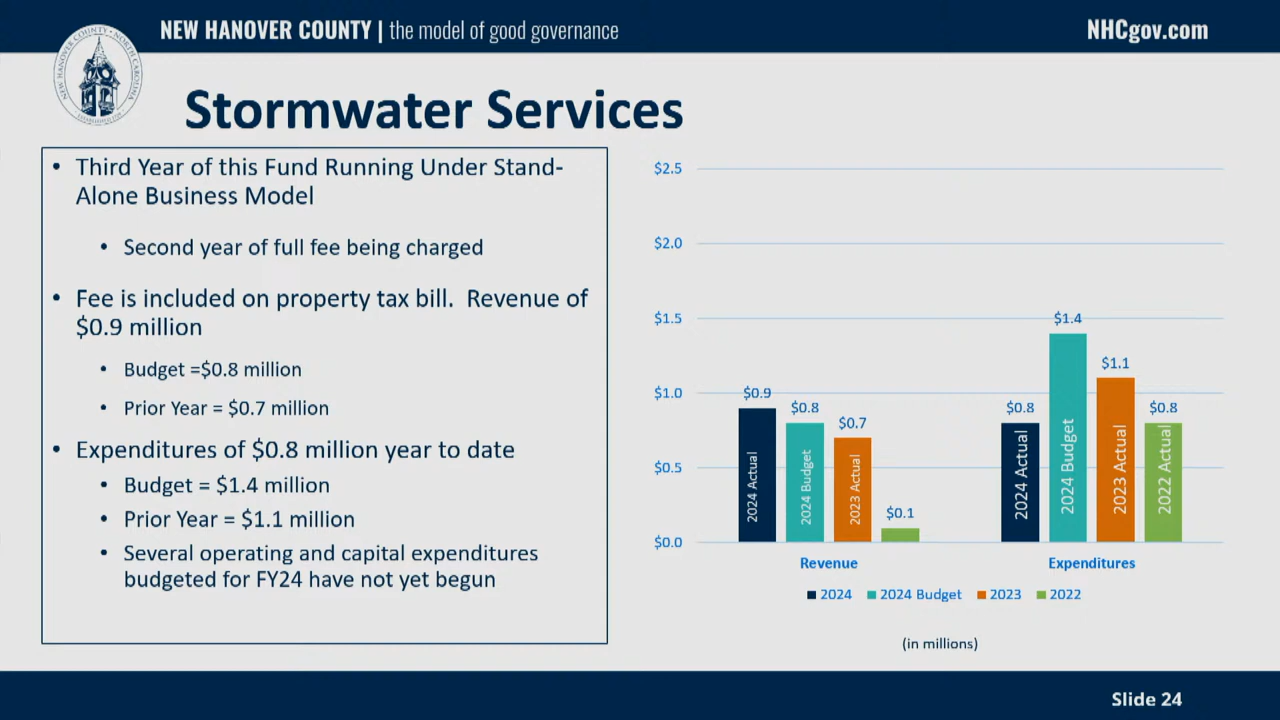 NEW HANOVER COUNTY | the model of good governance
NHCgov.com
NEW HANOVER COUNTY • NORTH CAROLINA
Stormwater Services
• Third Year of this Fund Running Under Stand-
Alone Business Model
• Second year of full fee being charged
• Fee is included on property tax bill.  Revenue of
$0.9 million
• Budget =$0.8 million
• Prior Year = $0.7 million
• Expenditures of $0.8 million year to date
• Budget = $1.4 million
• Prior Year = $1.1 million
• Several operating and capital expenditures
budgeted for FY24 have not yet begun
$2.5
$2.0
$1.5
$1.0
$0.5
$0.0
$0.9
$0.8
$0.7
$0.1
$0.8
$1.4
$1.1
$0.8
2024 Actual
2024 Budget
2023 Actual
2024 Actual
2024 Budget
2023 Actual
2022 Actual
Revenue
Expenditures
2024
2024 Budget
2023
2022
(in millions)
Slide 24